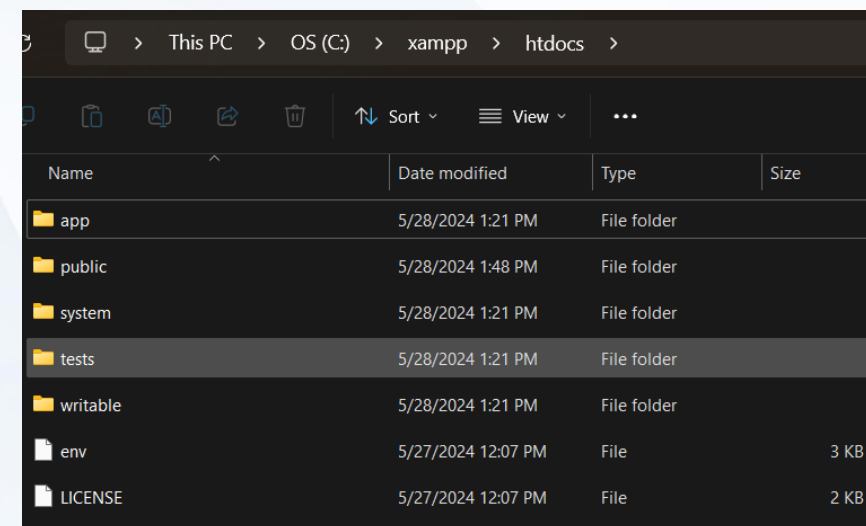 This PC > OS (C:) > xampp > htdocs >
Sort View
Name Date modified Type Size
app 5/28/2024 1:21 PM File folder
public 5/28/2024 1:48 PM File folder
system 5/28/2024 1:21 PM File folder
tests 5/28/2024 1:21 PM File folder
writable 5/28/2024 1:21 PM File folder
env 5/27/2024 12:07 PM File 3 KB
LICENSE 5/27/2024 12:07 PM File 2 KB